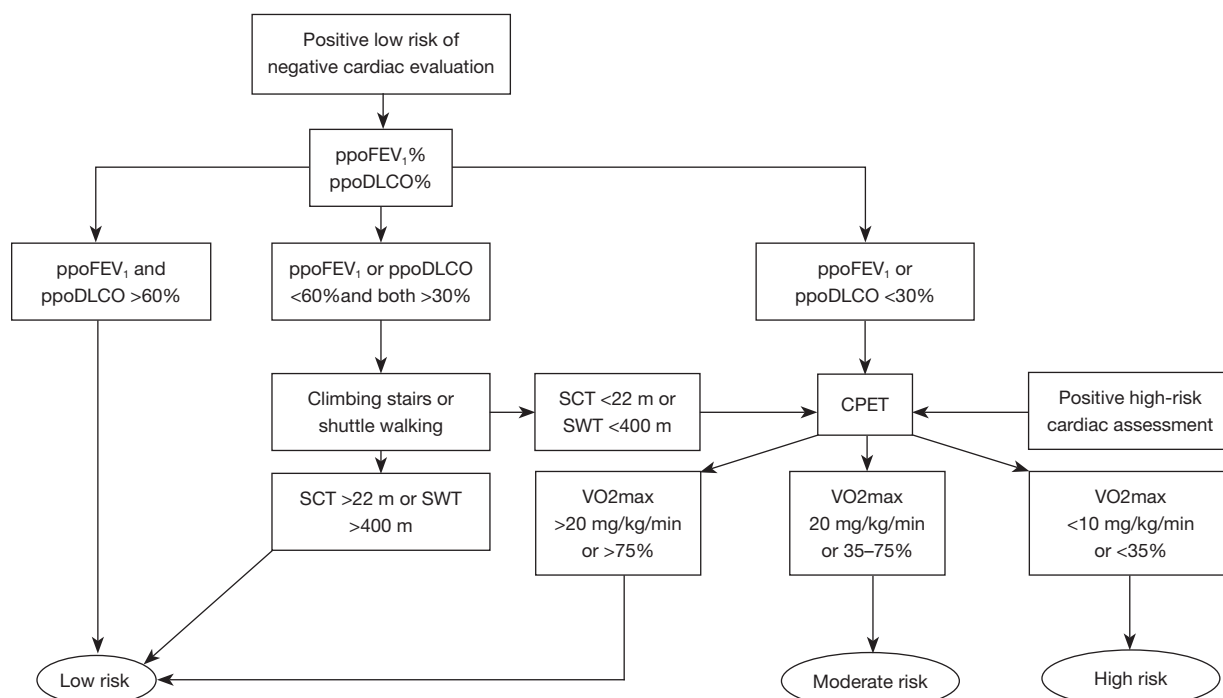 Positive low risk of
negative cardiac evaluation
ppoFEV₁%
ppoDLCO%
ppoFEV₁ and
ppoDLCO >60%
ppoFEV₁ or ppoDLCO
<60%and both >30%
ppoFEV₁ or
ppoDLCO <30%
Climbing stairs or
shuttle walking
SCT <22 m or
SWT <400 m
CPET
Positive high-risk
cardiac assessment
SCT >22 m or SWT
>400 m
VO2max
>20 mg/kg/min
or >75%
VO2max
20 mg/kg/min
or 35–75%
VO2max
<10 mg/kg/min
or <35%
Low risk
Moderate risk
High risk